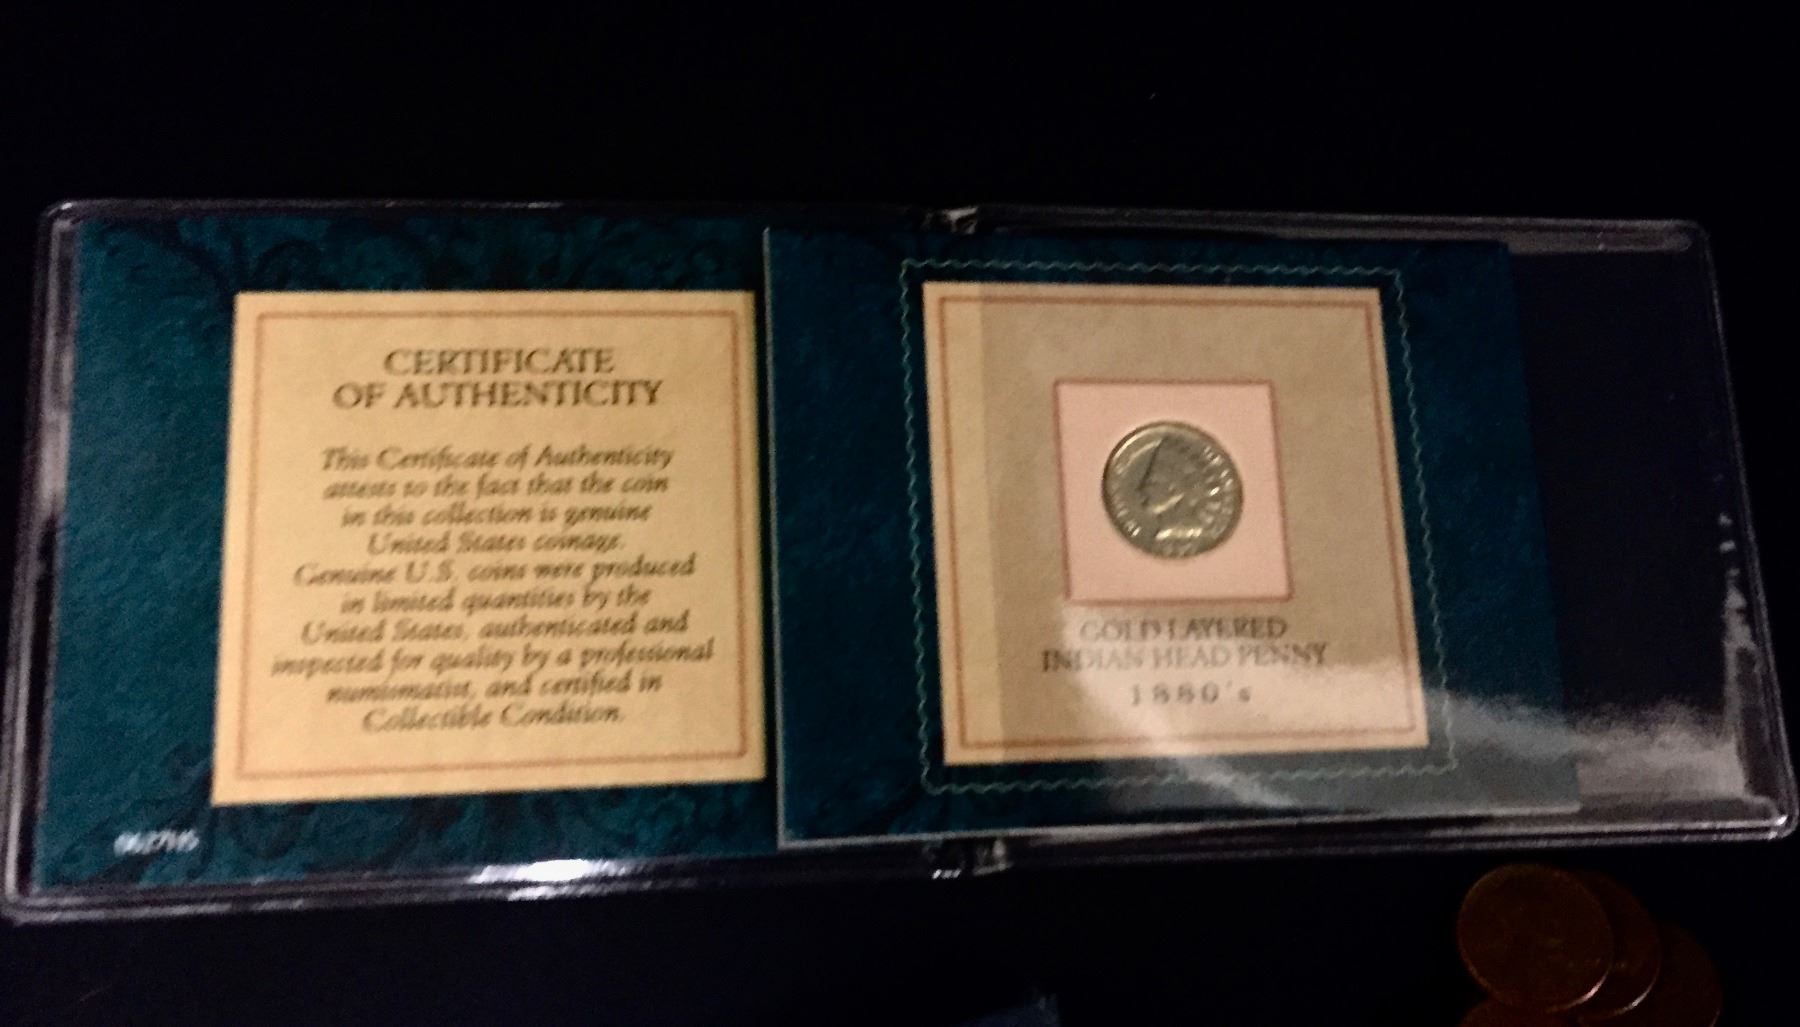 CERTIFICATE
OF AUTHENTICITY
This Certificate of Authenticity
attests to the fact that the coin
in this collection is genuine
United States coinage.
Genuine U.S. coins were produced
in limited quantities by the
United States, authenticated and
inspected for quality by a professional
numismatist, and certified in
Collectible Condition.
GOLD LAYERED
INDIAN HEAD PENNY
1880's